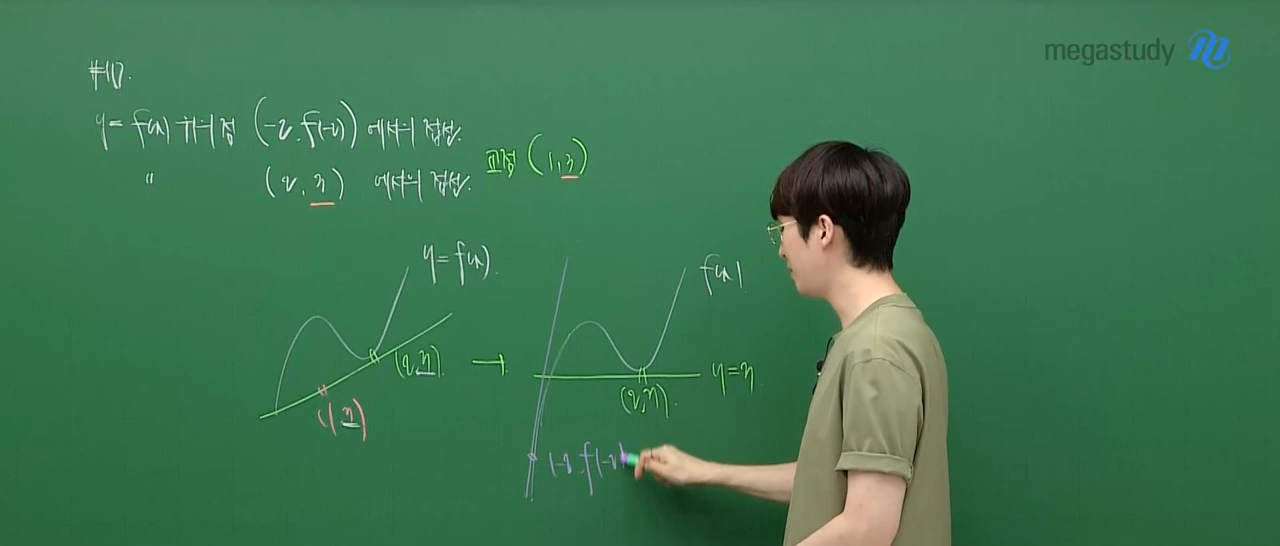 megastudy
#10.
y = f(x) 위의 점 (-2, f(-2)) 에서의 접선.
" (2, 3) 에서의 접선. 교점 (1, 3)
y = f(x). f(x)
(2, 3). → y = 3.
(1, 3) (2, 3).
(-2, f(-2)